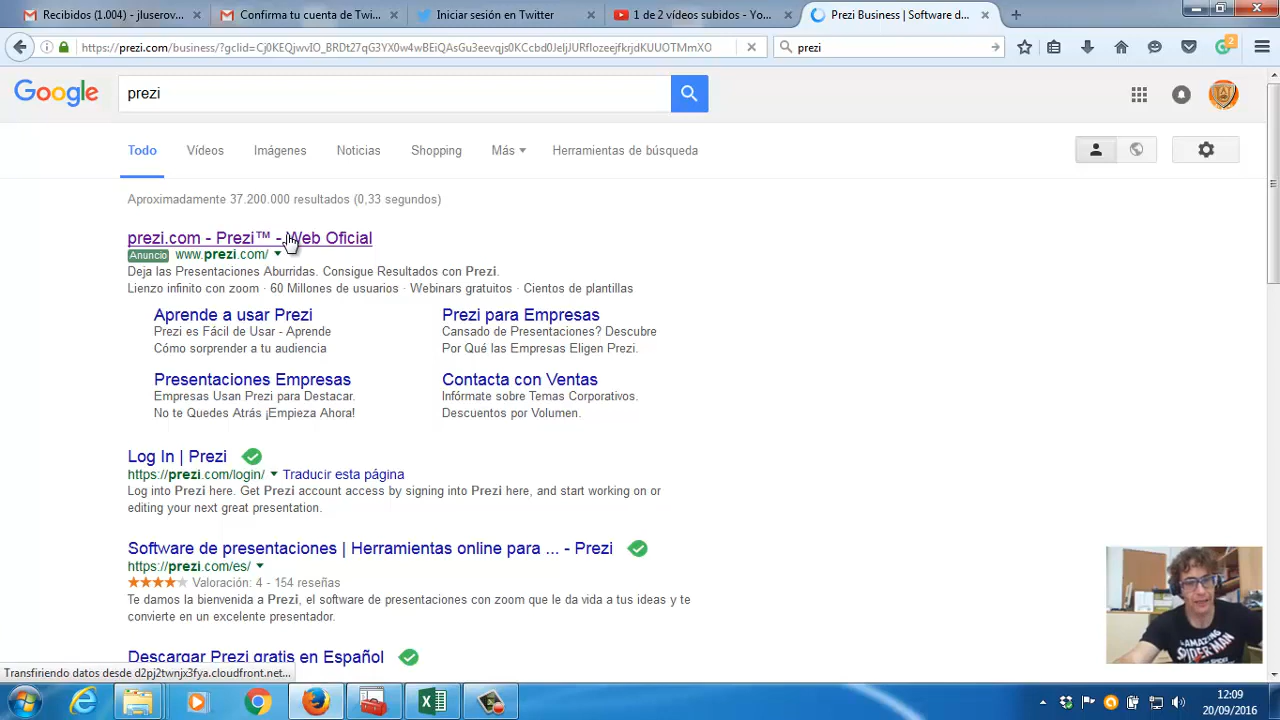 Recibidos (1.004) - jluserov...
Confirma tu cuenta de Twi...
Iniciar sesión en Twitter
1 de 2 vídeos subidos - Yo...
Prezi Business | Software d...
prezi
Google
prezi
Todo
Vídeos
Imágenes
Noticias
Shopping
Más
Herramientas de búsqueda
Aproximadamente 37.200.000 resultados (0,33 segundos)
prezi.com - Prezi™ - Web Oficial
Anuncio www.prezi.com/
Deja las Presentaciones Aburridas. Consigue Resultados con Prezi.
Lienzo infinito con zoom · 60 Millones de usuarios · Webinars gratuitos · Cientos de plantillas
Aprende a usar Prezi
Prezi es Fácil de Usar - Aprende
Cómo sorprender a tu audiencia
Prezi para Empresas
Cansado de Presentaciones? Descubre
Por Qué las Empresas Eligen Prezi.
Presentaciones Empresas
Empresas Usan Prezi para Destacar.
No te Quedes Atrás ¡Empieza Ahora!
Contacta con Ventas
Infórmate sobre Temas Corporativos.
Descuentos por Volumen.
Log In | Prezi
https://prezi.com/login/ Traducir esta página
Log into Prezi here. Get Prezi account access by signing into Prezi here, and start working on or
editing your next great presentation.
Software de presentaciones | Herramientas online para ... - Prezi
https://prezi.com/es/
Valoración: 4 - 154 reseñas
Te damos la bienvenida a Prezi, el software de presentaciones con zoom que le da vida a tus ideas y te
convierte en un excelente presentador.
Descargar Prezi gratis en Español
Transfiriendo datos desde d2pj2twnjx3fya.cloudfront.net...
AMAZING
SPIDER-MAN
12:09
20/09/2016
2